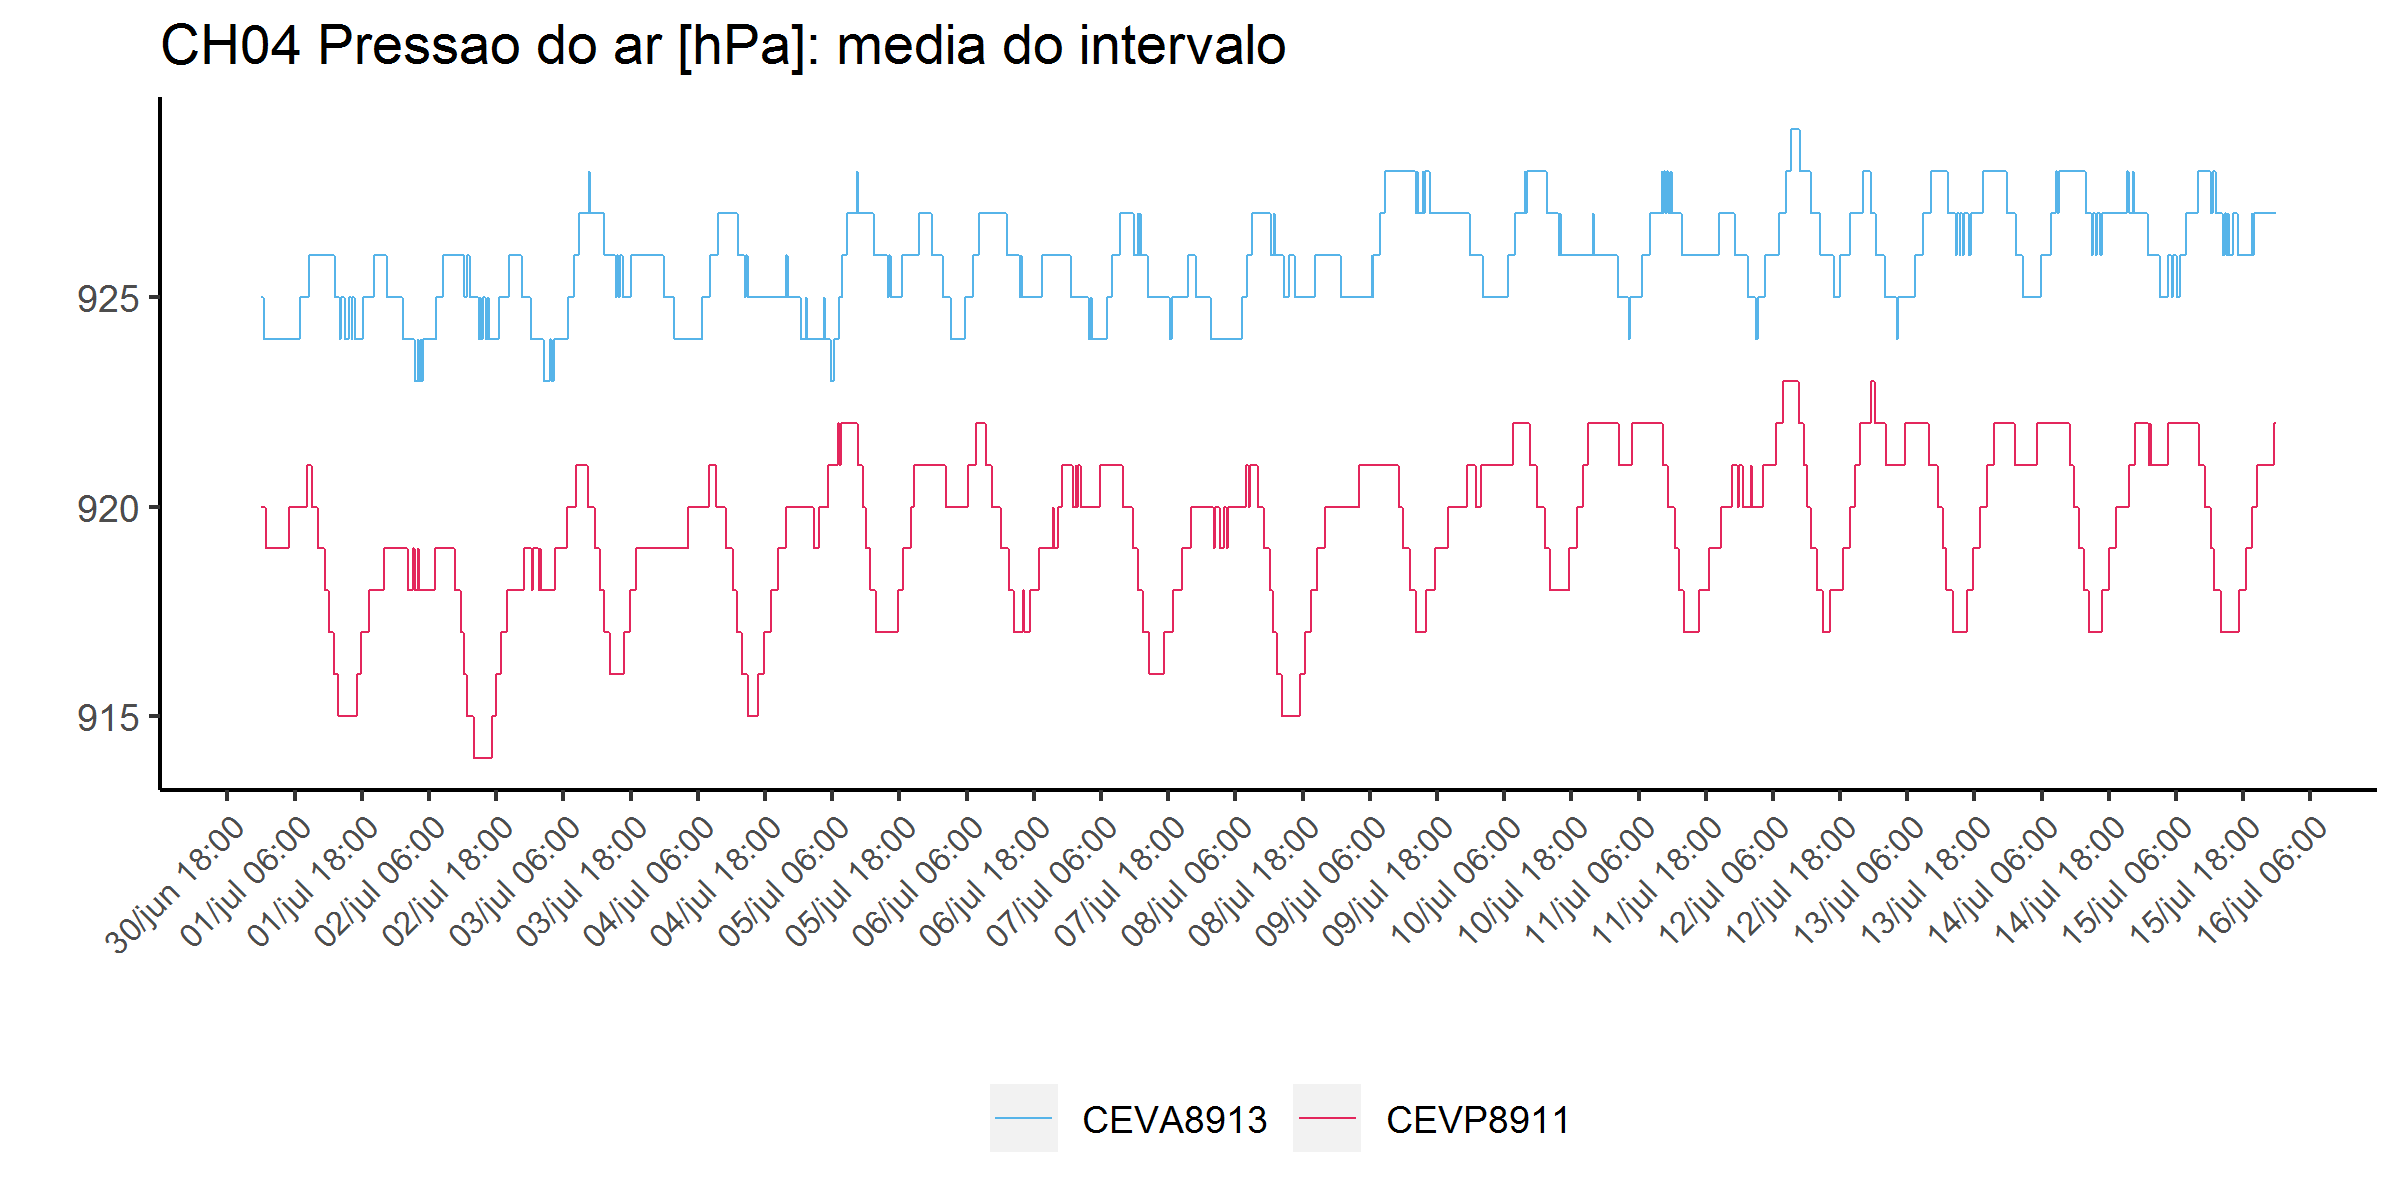 CH04 Pressao do ar [hPa]: media do intervalo
925
920
915
30/jun 18:00
01/jul 06:00
01/jul 18:00
02/jul 06:00
02/jul 18:00
03/jul 06:00
03/jul 18:00
04/jul 06:00
04/jul 18:00
05/jul 06:00
05/jul 18:00
06/jul 06:00
06/jul 18:00
07/jul 06:00
07/jul 18:00
08/jul 06:00
08/jul 18:00
09/jul 06:00
09/jul 18:00
10/jul 06:00
10/jul 18:00
11/jul 06:00
11/jul 18:00
12/jul 06:00
12/jul 18:00
13/jul 06:00
13/jul 18:00
14/jul 06:00
14/jul 18:00
15/jul 06:00
15/jul 18:00
16/jul 06:00
CEVA8913 CEVP8911